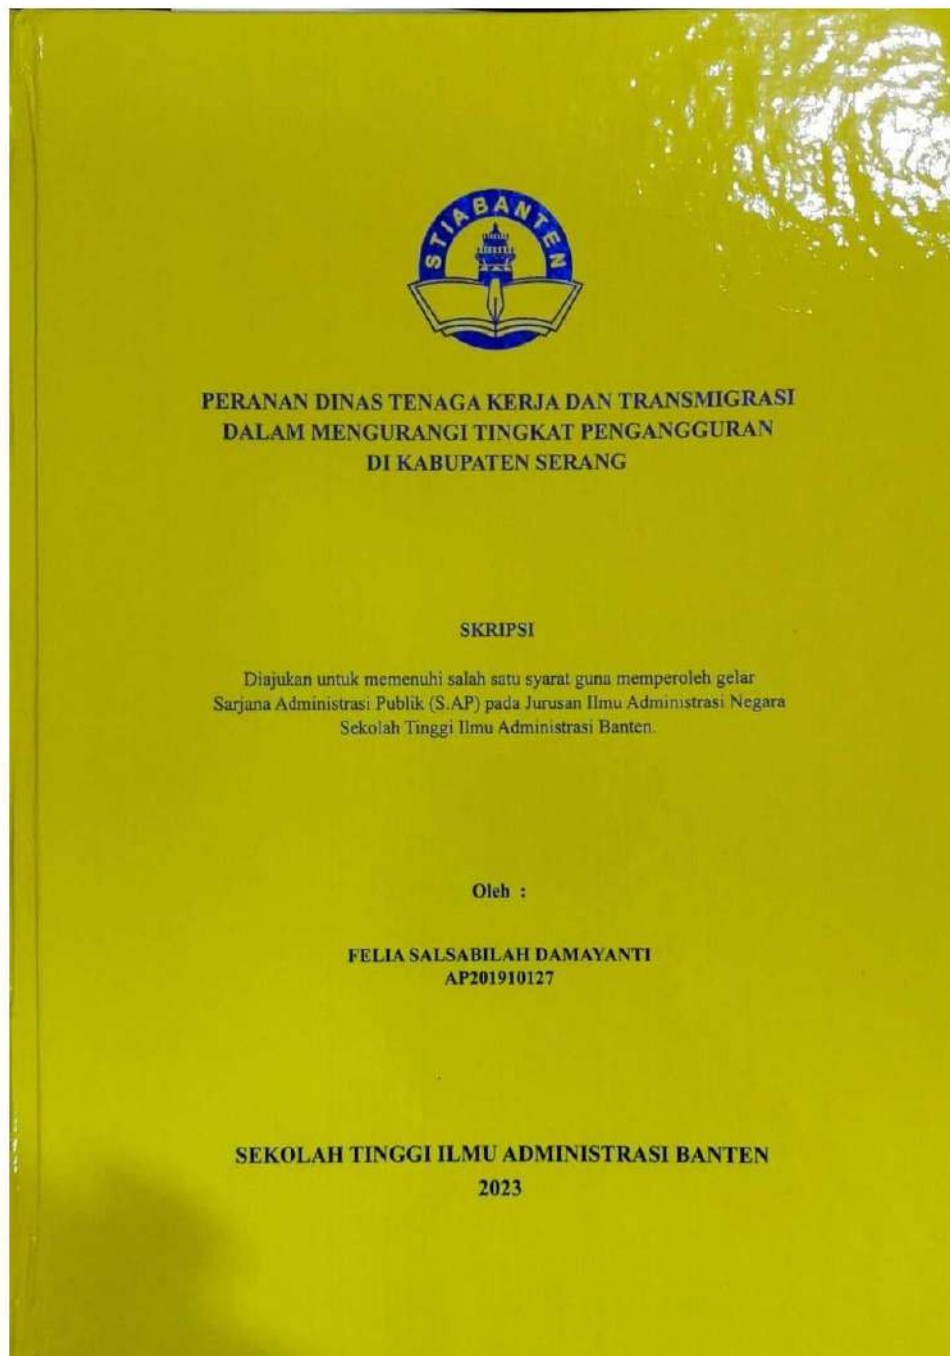 STIA BANTEN
PERANAN DINAS TENAGA KERJA DAN TRANSMIGRASI
DALAM MENGURANGI TINGKAT PENGANGGURAN
DI KABUPATEN SERANG
SKRIPSI
Diajukan untuk memenuhi salah satu syarat guna memperoleh gelar
Sarjana Administrasi Publik (S.AP) pada Jurusan Ilmu Administrasi Negara
Sekolah Tinggi Ilmu Administrasi Banten.
Oleh :
FELIA SALSABILAH DAMAYANTI
AP201910127
SEKOLAH TINGGI ILMU ADMINISTRASI BANTEN
2023